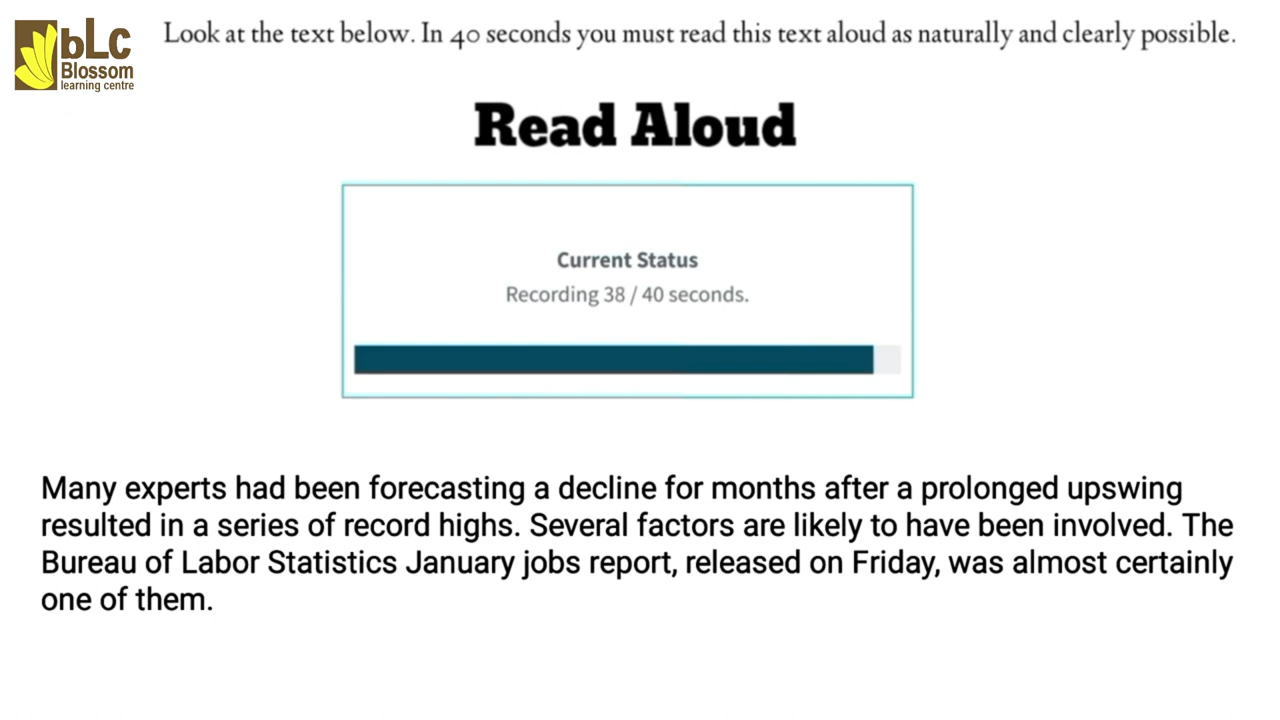 bLc
Blossom
learning centre
Look at the text below. In 40 seconds you must read this text aloud as naturally and clearly possible.
Read Aloud
Current Status
Recording 38 / 40 seconds.
Many experts had been forecasting a decline for months after a prolonged upswing
resulted in a series of record highs. Several factors are likely to have been involved. The
Bureau of Labor Statistics January jobs report, released on Friday, was almost certainly
one of them.